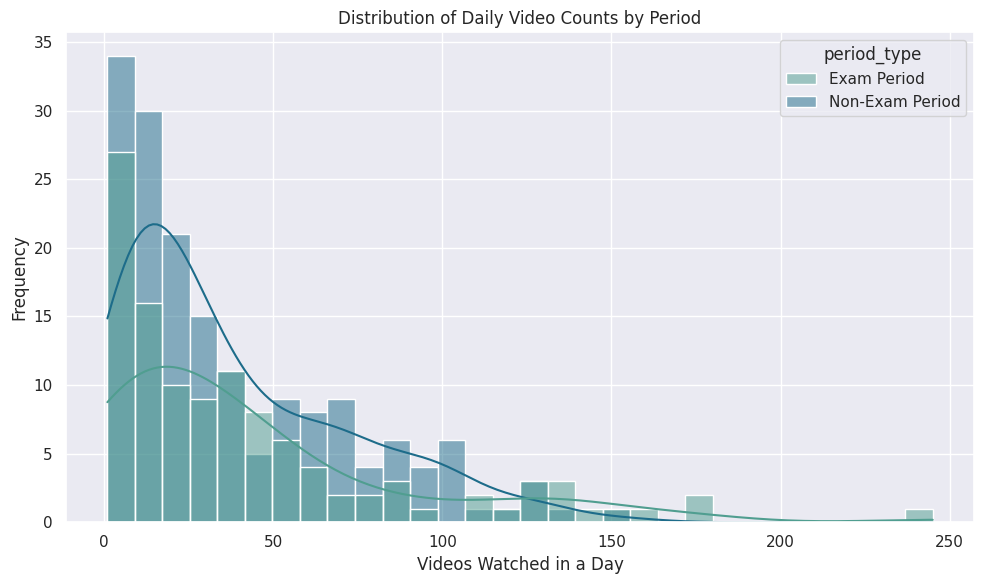 Distribution of Daily Video Counts by Period
period_type
Exam Period
Non-Exam Period
Frequency
35
30
25
20
15
10
5
0
0 50 100 150 200 250
Videos Watched in a Day